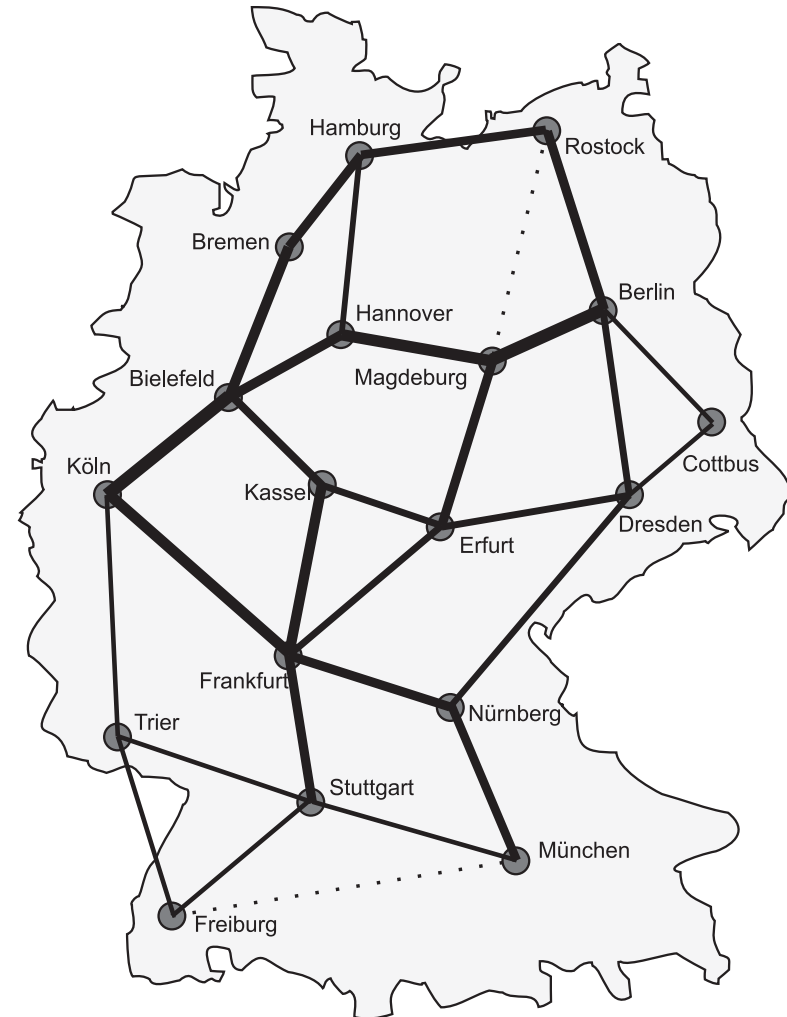 Hamburg
Rostock
Bremen
Berlin
Hannover
Magdeburg
Bielefeld
Köln
Kassel
Cottbus
Dresden
Erfurt
Frankfurt
Nürnberg
Trier
Stuttgart
München
Freiburg